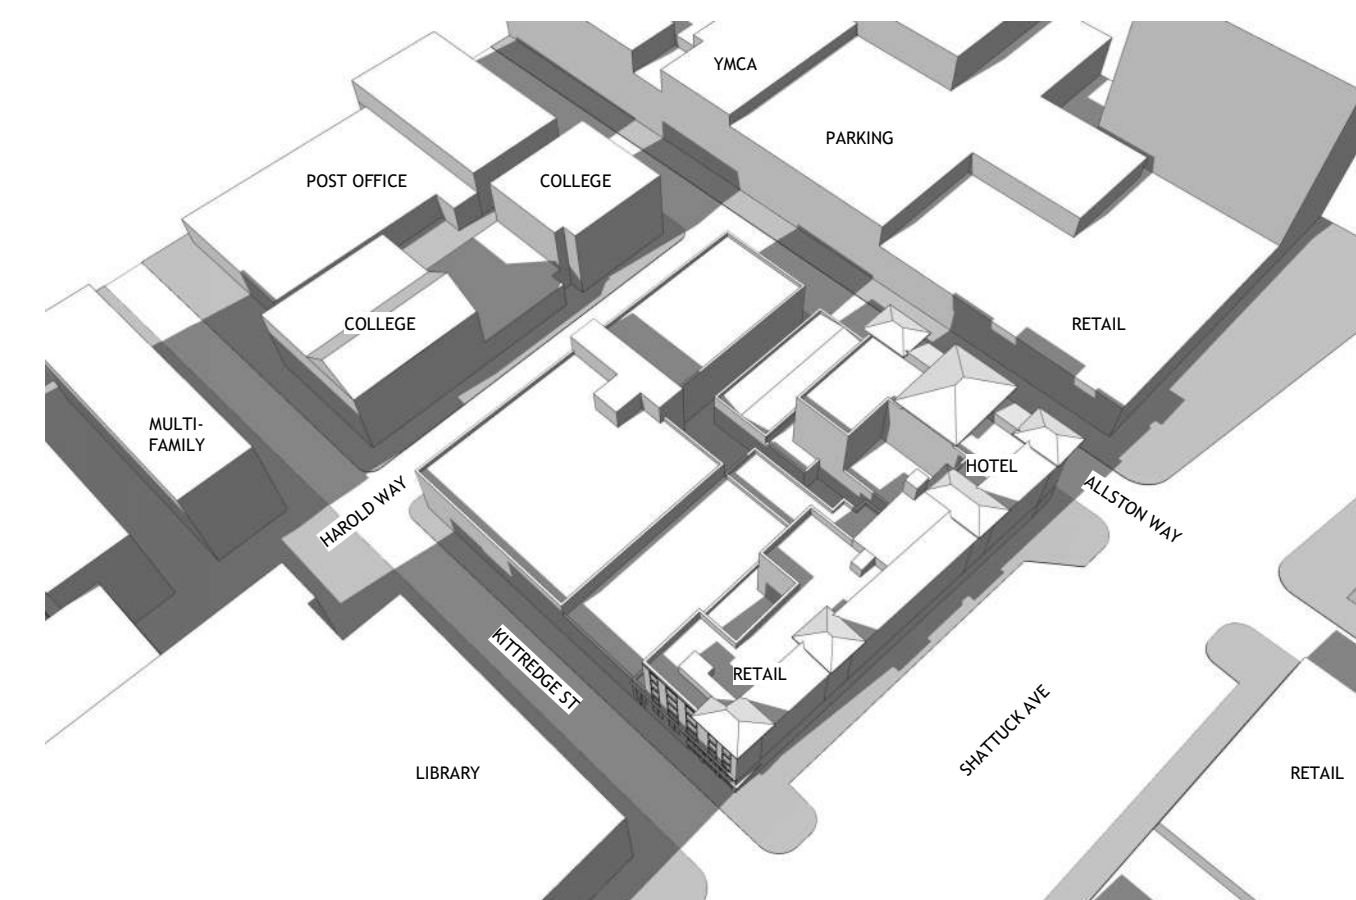 YMCA
PARKING
POST OFFICE
COLLEGE
COLLEGE
RETAIL
MULTI-
FAMILY
HOTEL
HAROLD WAY
ALLSTON WAY
KITTREDGE ST
RETAIL
SHATTUCK AVE
LIBRARY
RETAIL